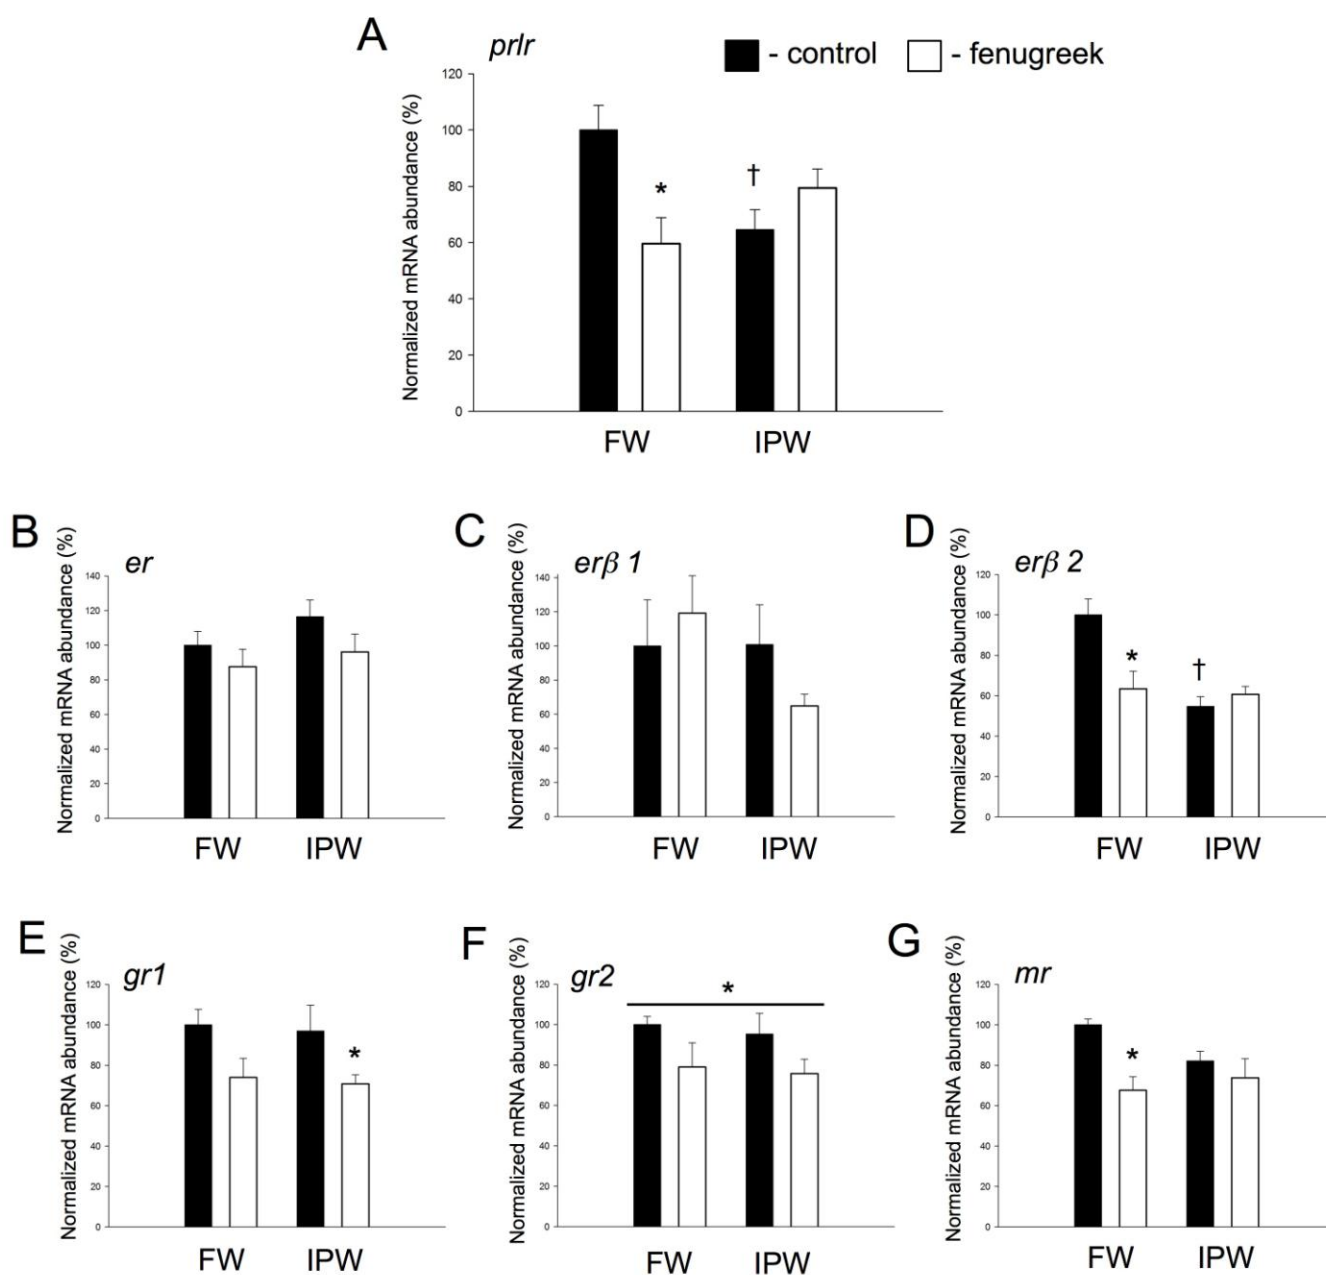 A
prlr
- control
- fenugreek
Normalized mRNA abundance (%)
120
100
80
60
40
20
0
FW
IPW
B
er
Normalized mRNA abundance (%)
140
120
100
80
60
40
20
0
FW
IPW
C
erβ 1
Normalized mRNA abundance (%)
140
120
100
80
60
40
20
0
FW
IPW
D
erβ 2
Normalized mRNA abundance (%)
120
100
80
60
40
20
0
*
†
FW
IPW
E
gr1
Normalized mRNA abundance (%)
120
100
80
60
40
20
0
*
FW
IPW
F
gr2
Normalized mRNA abundance (%)
120
100
80
60
40
20
0
*
FW
IPW
G
mr
Normalized mRNA abundance (%)
120
100
80
60
40
20
0
*
FW
IPW